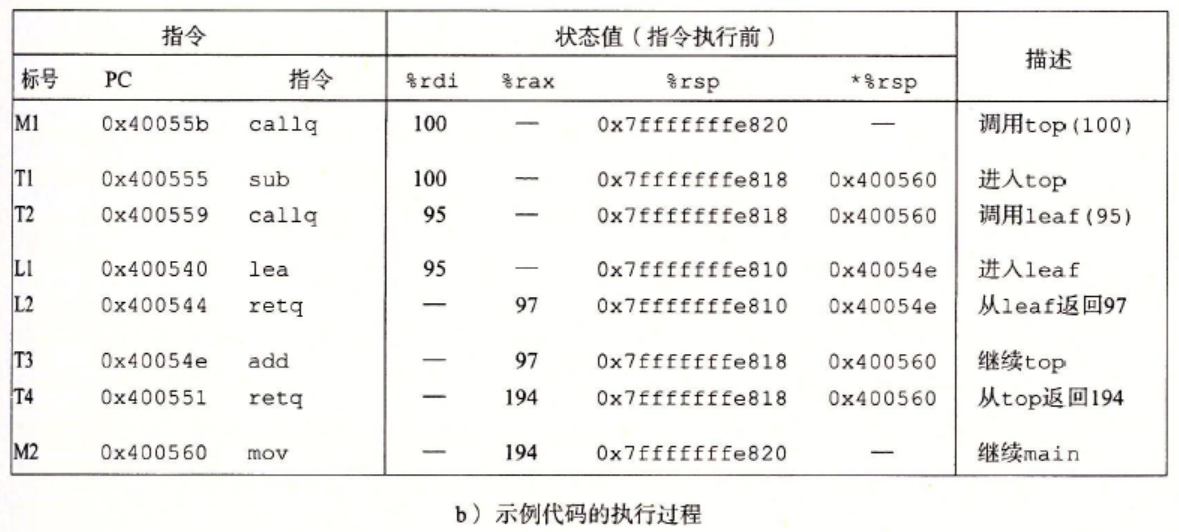 指令 状态值（指令执行前） 描述
标号 PC 指令 %rdi %rax %rsp *%rsp
M1 0x40055b callq 100 — 0x7fffffffe820 — 调用top(100)
T1 0x400555 sub 100 — 0x7fffffffe818 0x400560 进入top
T2 0x400559 callq 95 — 0x7fffffffe818 0x400560 调用leaf(95)
L1 0x400540 lea 95 — 0x7fffffffe810 0x40054e 进入leaf
L2 0x400544 retq — 97 0x7fffffffe810 0x40054e 从leaf返回97
T3 0x40054e add — 97 0x7fffffffe818 0x400560 继续top
T4 0x400551 retq — 194 0x7fffffffe818 0x400560 从top返回194
M2 0x400560 mov — 194 0x7fffffffe820 — 继续main
b）示例代码的执行过程